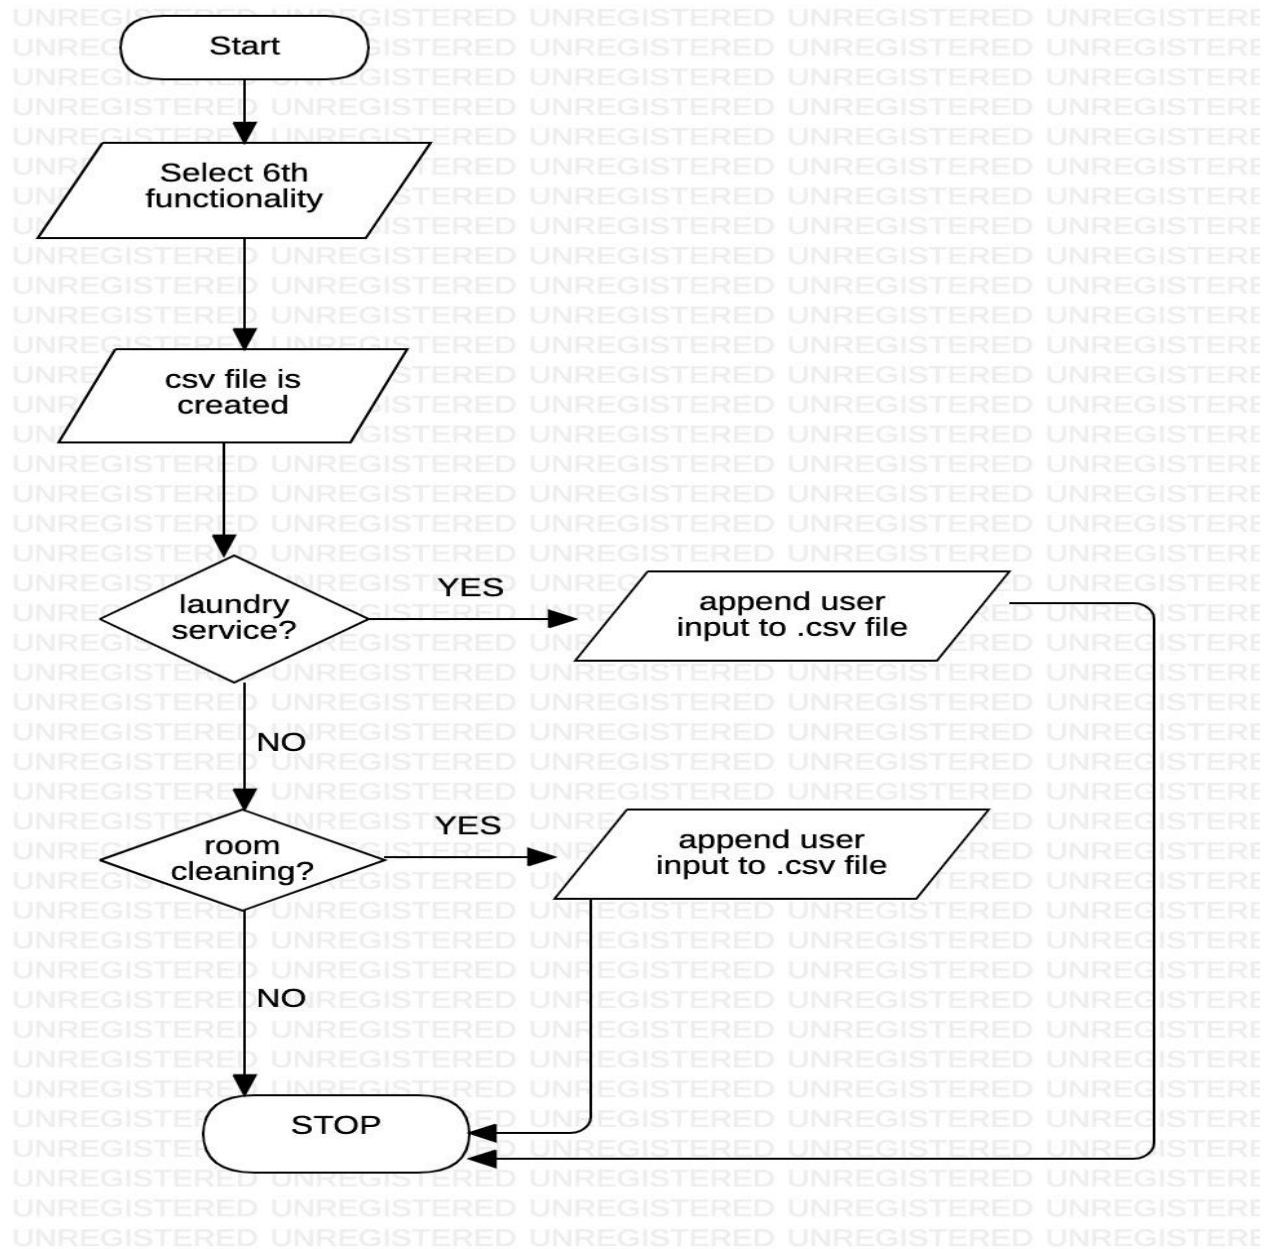 Start
Select 6th
functionality
csv file is
created
laundry
service?
YES
append user
input to .csv file
NO
room
cleaning?
YES
append user
input to .csv file
NO
STOP
UNREGISTERED